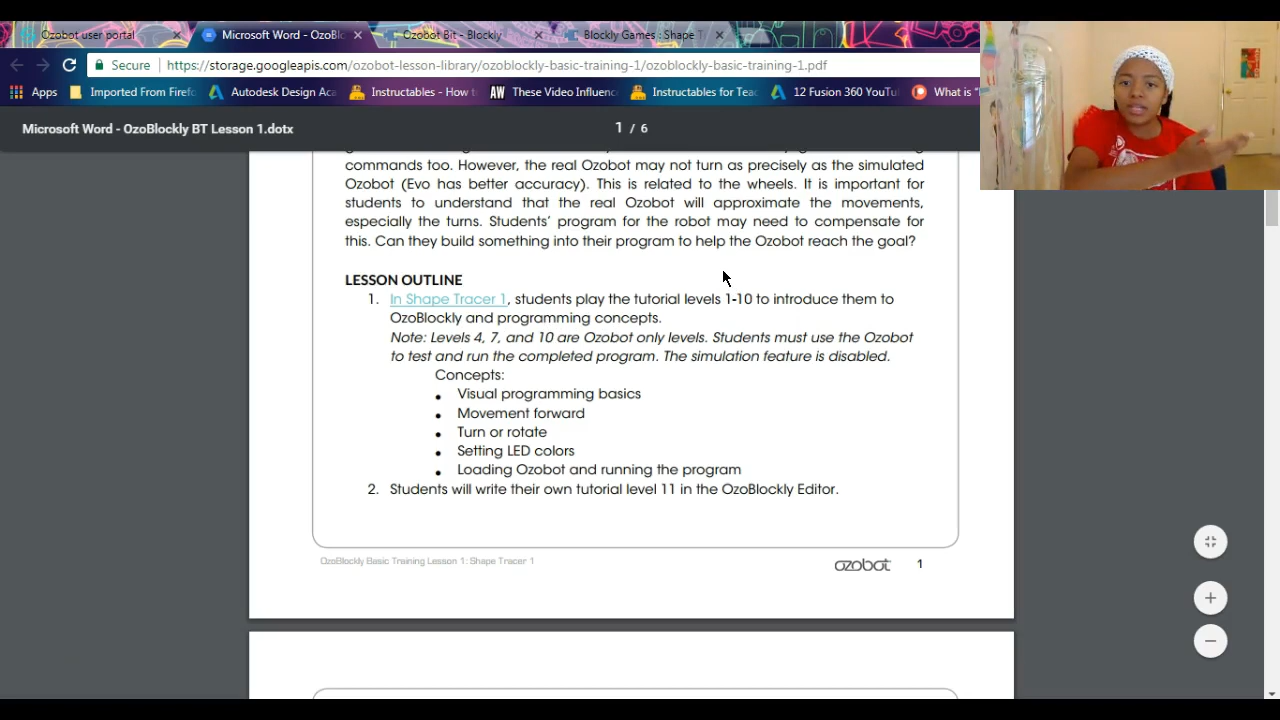 Ozobot user portal
Microsoft Word - OzoBlc
Ozobot Bit - Blockly
Blockly Games : Shape T
Secure
https://storage.googleapis.com/ozobot-lesson-library/ozoblockly-basic-training-1/ozoblockly-basic-training-1.pdf
Apps
Imported From Firefo
Autodesk Design Aca
Instructables - How t
AW These Video Influenc
Instructables for Teac
12 Fusion 360 YouTu
What is "
Microsoft Word - OzoBlockly BT Lesson 1.dotx
1 / 6
commands too. However, the real Ozobot may not turn as precisely as the simulated
Ozobot (Evo has better accuracy). This is related to the wheels. It is important for
students to understand that the real Ozobot will approximate the movements,
especially the turns. Students' program for the robot may need to compensate for
this. Can they build something into their program to help the Ozobot reach the goal?
LESSON OUTLINE
1. In Shape Tracer 1, students play the tutorial levels 1-10 to introduce them to
OzoBlockly and programming concepts.
Note: Levels 4, 7, and 10 are Ozobot only levels. Students must use the Ozobot
to test and run the completed program. The simulation feature is disabled.
Concepts:
• Visual programming basics
• Movement forward
• Turn or rotate
• Setting LED colors
• Loading Ozobot and running the program
2. Students will write their own tutorial level 11 in the OzoBlockly Editor.
OzoBlockly Basic Training Lesson 1: Shape Tracer 1
ozobot
1